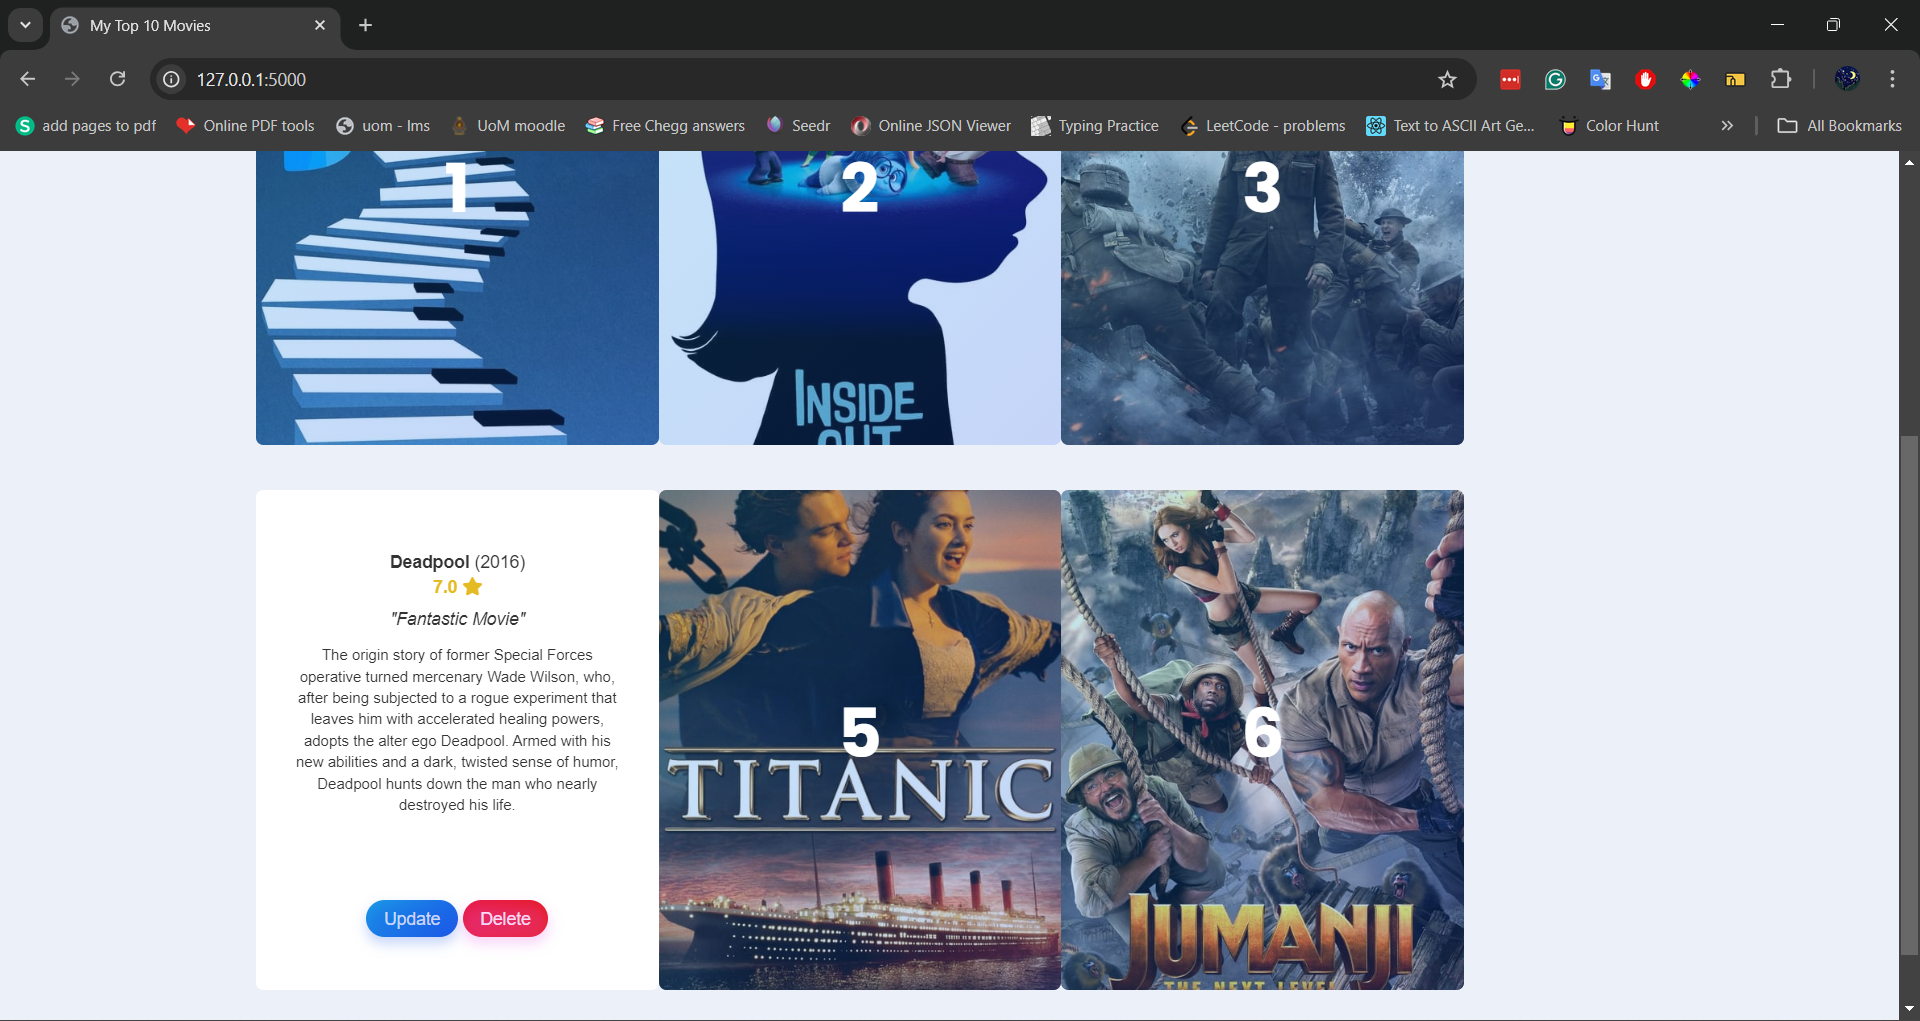 My Top 10 Movies
127.0.0.1:5000
add pages to pdf
Online PDF tools
uom - lms
UoM moodle
Free Chegg answers
Seedr
Online JSON Viewer
Typing Practice
LeetCode - problems
Text to ASCII Art Ge...
Color Hunt
All Bookmarks
1
2
3
INSIDE
OUT
Deadpool (2016)
7.0
"Fantastic Movie"
The origin story of former Special Forces
operative turned mercenary Wade Wilson, who,
after being subjected to a rogue experiment that
leaves him with accelerated healing powers,
adopts the alter ego Deadpool. Armed with his
new abilities and a dark, twisted sense of humor,
Deadpool hunts down the man who nearly
destroyed his life.
Update
Delete
5
TITANIC
6
JUMANJI
THE NEXT LEVEL